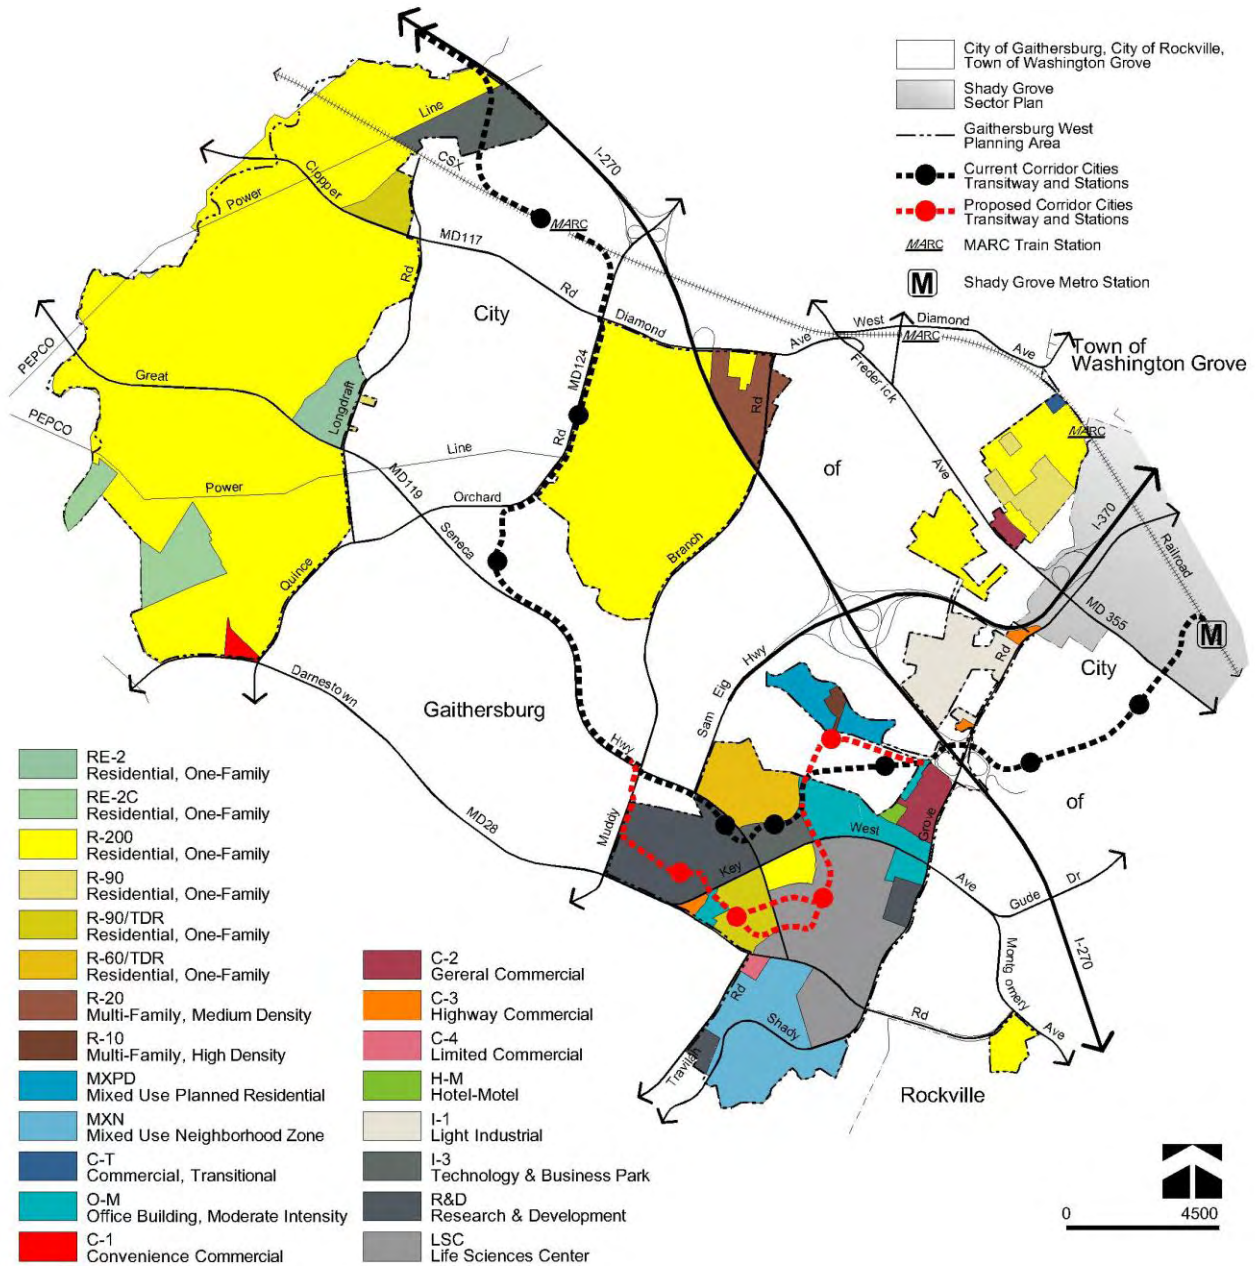 City of Gaithersburg, City of Rockville,
Town of Washington Grove
Shady Grove
Sector Plan
Gaithersburg West
Planning Area
Current Corridor Cities
Transitway and Stations
Proposed Corridor Cities
Transitway and Stations
MARC
MARC Train Station
M
Shady Grove Metro Station
Line
I-270
CSX
Clopper
Power
MARC
MD117
Rd
Rd
City
Diamond
Ave
West
Diamond
MARC
Ave
Town of
Washington Grove
PEPCO
Great
MD124
Frederick
Longdraft
Rd
PEPCO
Rd
Line
MARC
of
Ave
Power
MD119
Orchard
I-370
Seneca
Branch
Railroad
Quince
MD 355
M
Hwy
Rd
City
Eig
Sam
Darnestown
Gaithersburg
Hwy
MD28
Muddy
West
Grove
of
Key
Ave
Gude
Dr
I-270
Montgomery
Rd
Rd
Shady
Ave
Travilah
Rockville
RE-2
Residential, One-Family
RE-2C
Residential, One-Family
R-200
Residential, One-Family
R-90
Residential, One-Family
R-90/TDR
Residential, One-Family
R-60/TDR
Residential, One-Family
R-20
Multi-Family, Medium Density
R-10
Multi-Family, High Density
MXPD
Mixed Use Planned Residential
MXN
Mixed Use Neighborhood Zone
C-T
Commercial, Transitional
O-M
Office Building, Moderate Intensity
C-1
Convenience Commercial
C-2
Gereral Commercial
C-3
Highway Commercial
C-4
Limited Commercial
H-M
Hotel-Motel
I-1
Light Industrial
I-3
Technology & Business Park
R&D
Research & Development
LSC
Life Sciences Center
0 4500